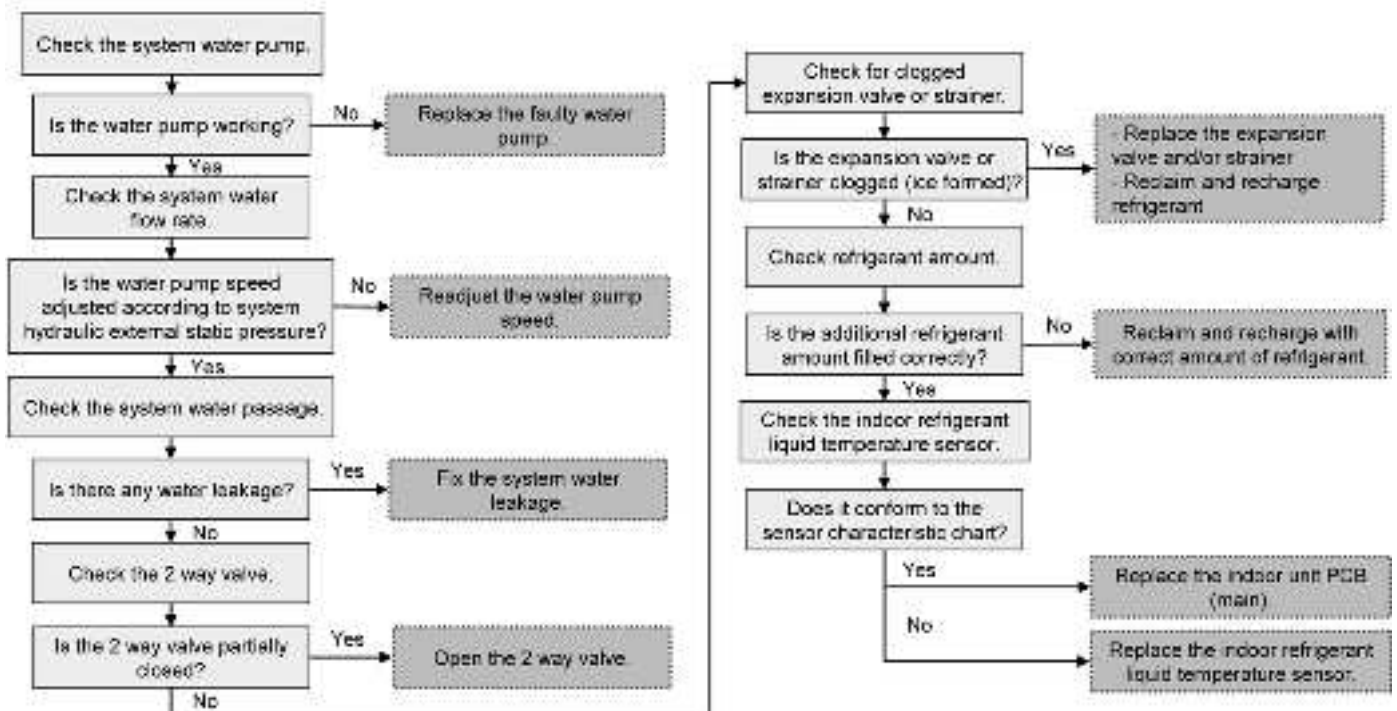 Check the system water pump.
Is the water pump working?
No
Replace the faulty water
pump.
Yes
Check the system water
flow rate.
Is the water pump speed
adjusted according to system
hydraulic external static pressure?
No
Readjust the water pump
speed.
Yes
Check the system water passage.
Is there any water leakage?
Yes
Fix the system water
leakage.
No
Check the 2 way valve.
Is the 2 way valve partially
closed?
Yes
Open the 2 way valve.
No
Check for clogged
expansion valve or strainer.
Is the expansion valve or
strainer clogged (ice formed)?
Yes
- Replace the expansion
valve and/or strainer
- Reclaim and recharge
refrigerant
No
Check refrigerant amount.
Is the additional refrigerant
amount filled correctly?
No
Reclaim and recharge with
correct amount of refrigerant.
Yes
Check the indoor refrigerant
liquid temperature sensor.
Does it conform to the
sensor characteristic chart?
Yes
Replace the indoor unit PCB
(main)
No
Replace the indoor refrigerant
liquid temperature sensor.